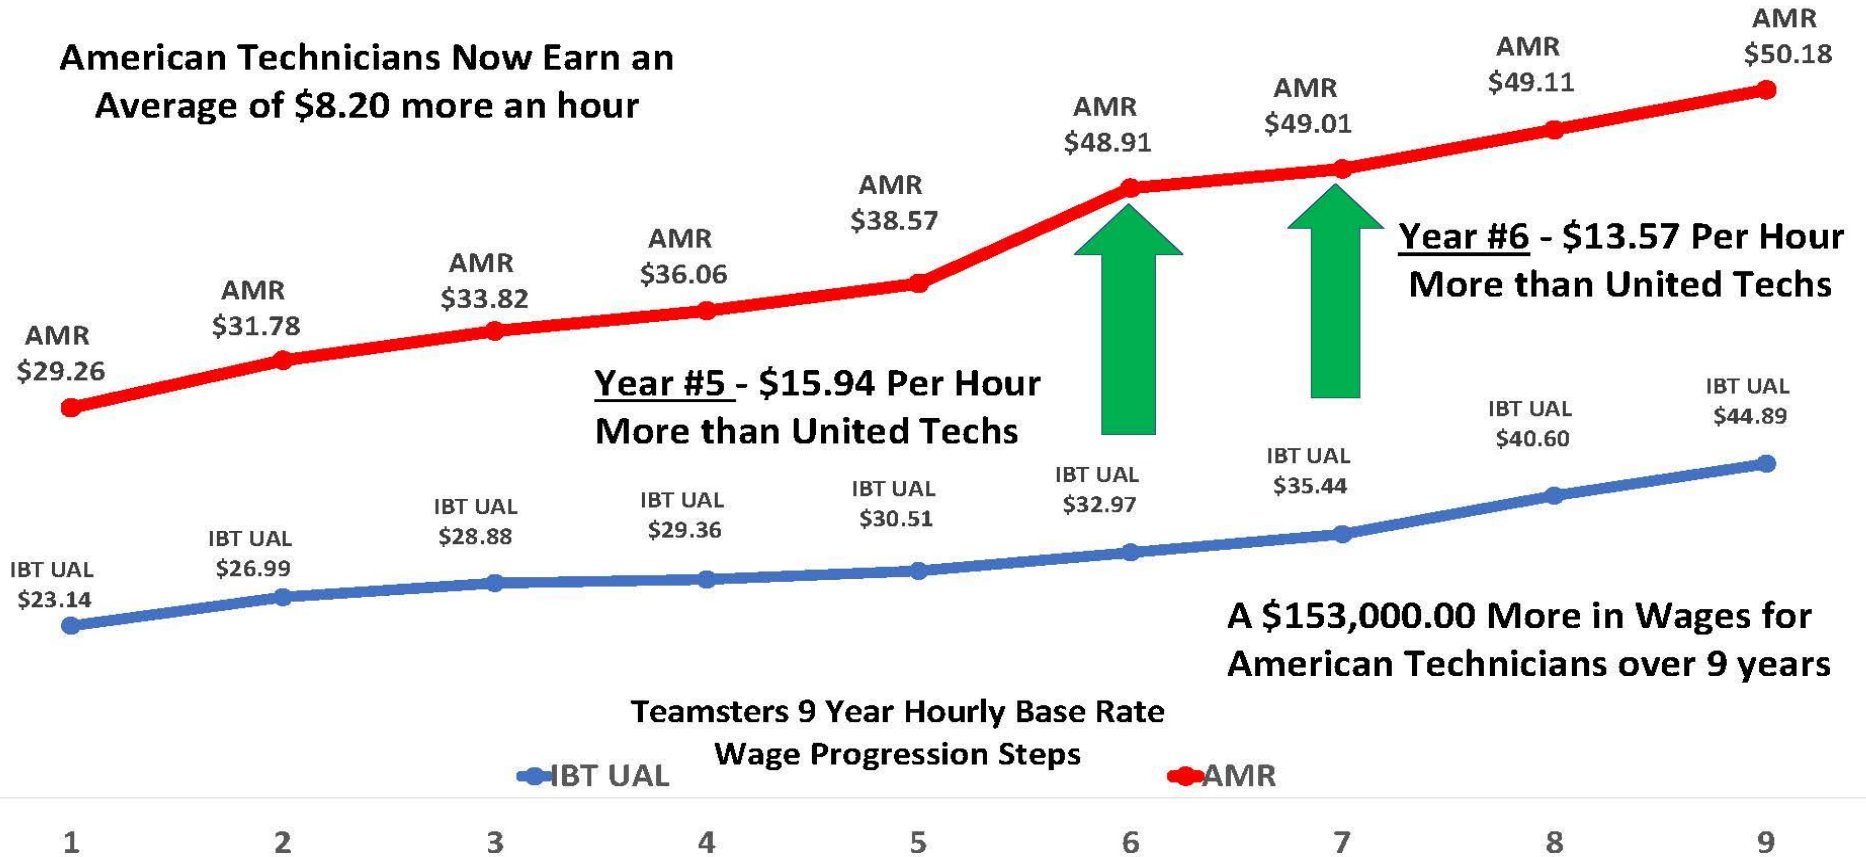 American Technicians Now Earn an
Average of $8.20 more an hour
AMR
$29.26
AMR
$31.78
AMR
$33.82
AMR
$36.06
AMR
$38.57
AMR
$48.91
AMR
$49.01
AMR
$49.11
AMR
$50.18
Year #6 - $13.57 Per Hour
More than United Techs
Year #5 - $15.94 Per Hour
More than United Techs
IBT UAL
$23.14
IBT UAL
$26.99
IBT UAL
$28.88
IBT UAL
$29.36
IBT UAL
$30.51
IBT UAL
$32.97
IBT UAL
$35.44
IBT UAL
$40.60
IBT UAL
$44.89
A $153,000.00 More in Wages for
American Technicians over 9 years
Teamsters 9 Year Hourly Base Rate
Wage Progression Steps
IBT UAL
AMR
1 2 3 4 5 6 7 8 9